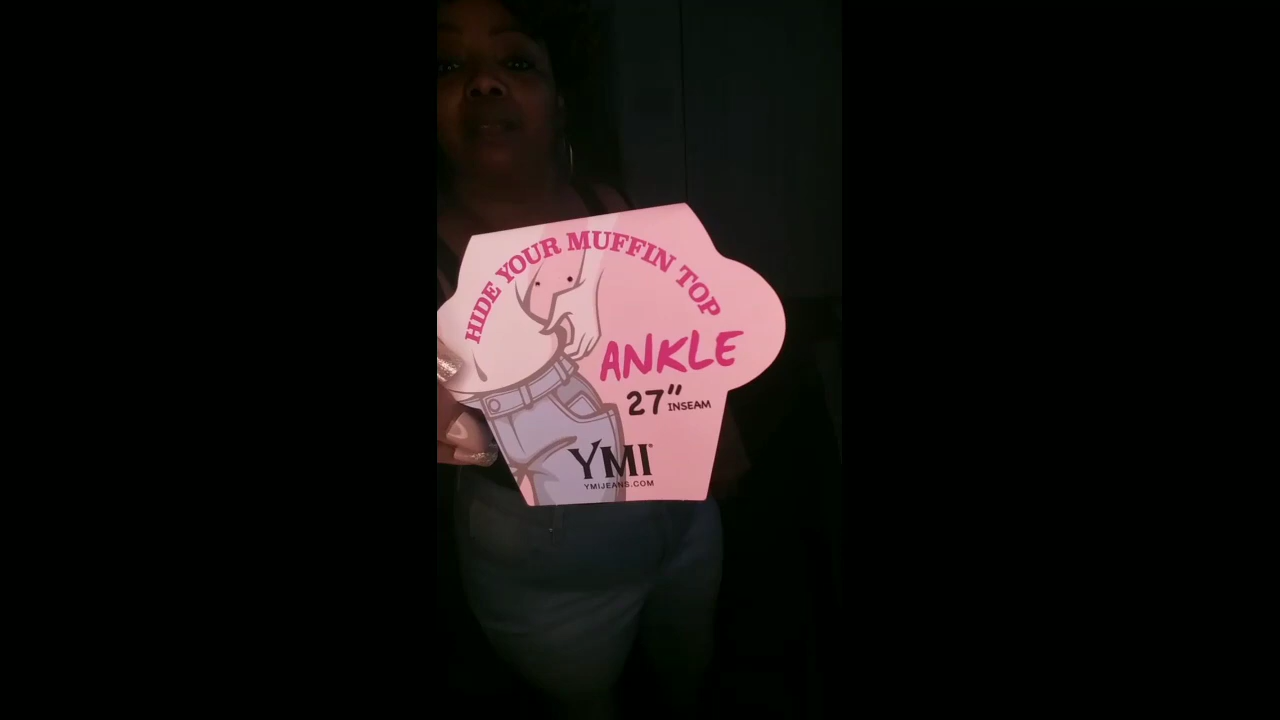 HIDE YOUR MUFFIN TOP
ANKLE
27" INSEAM
YMI®
YMIJEANS.COM